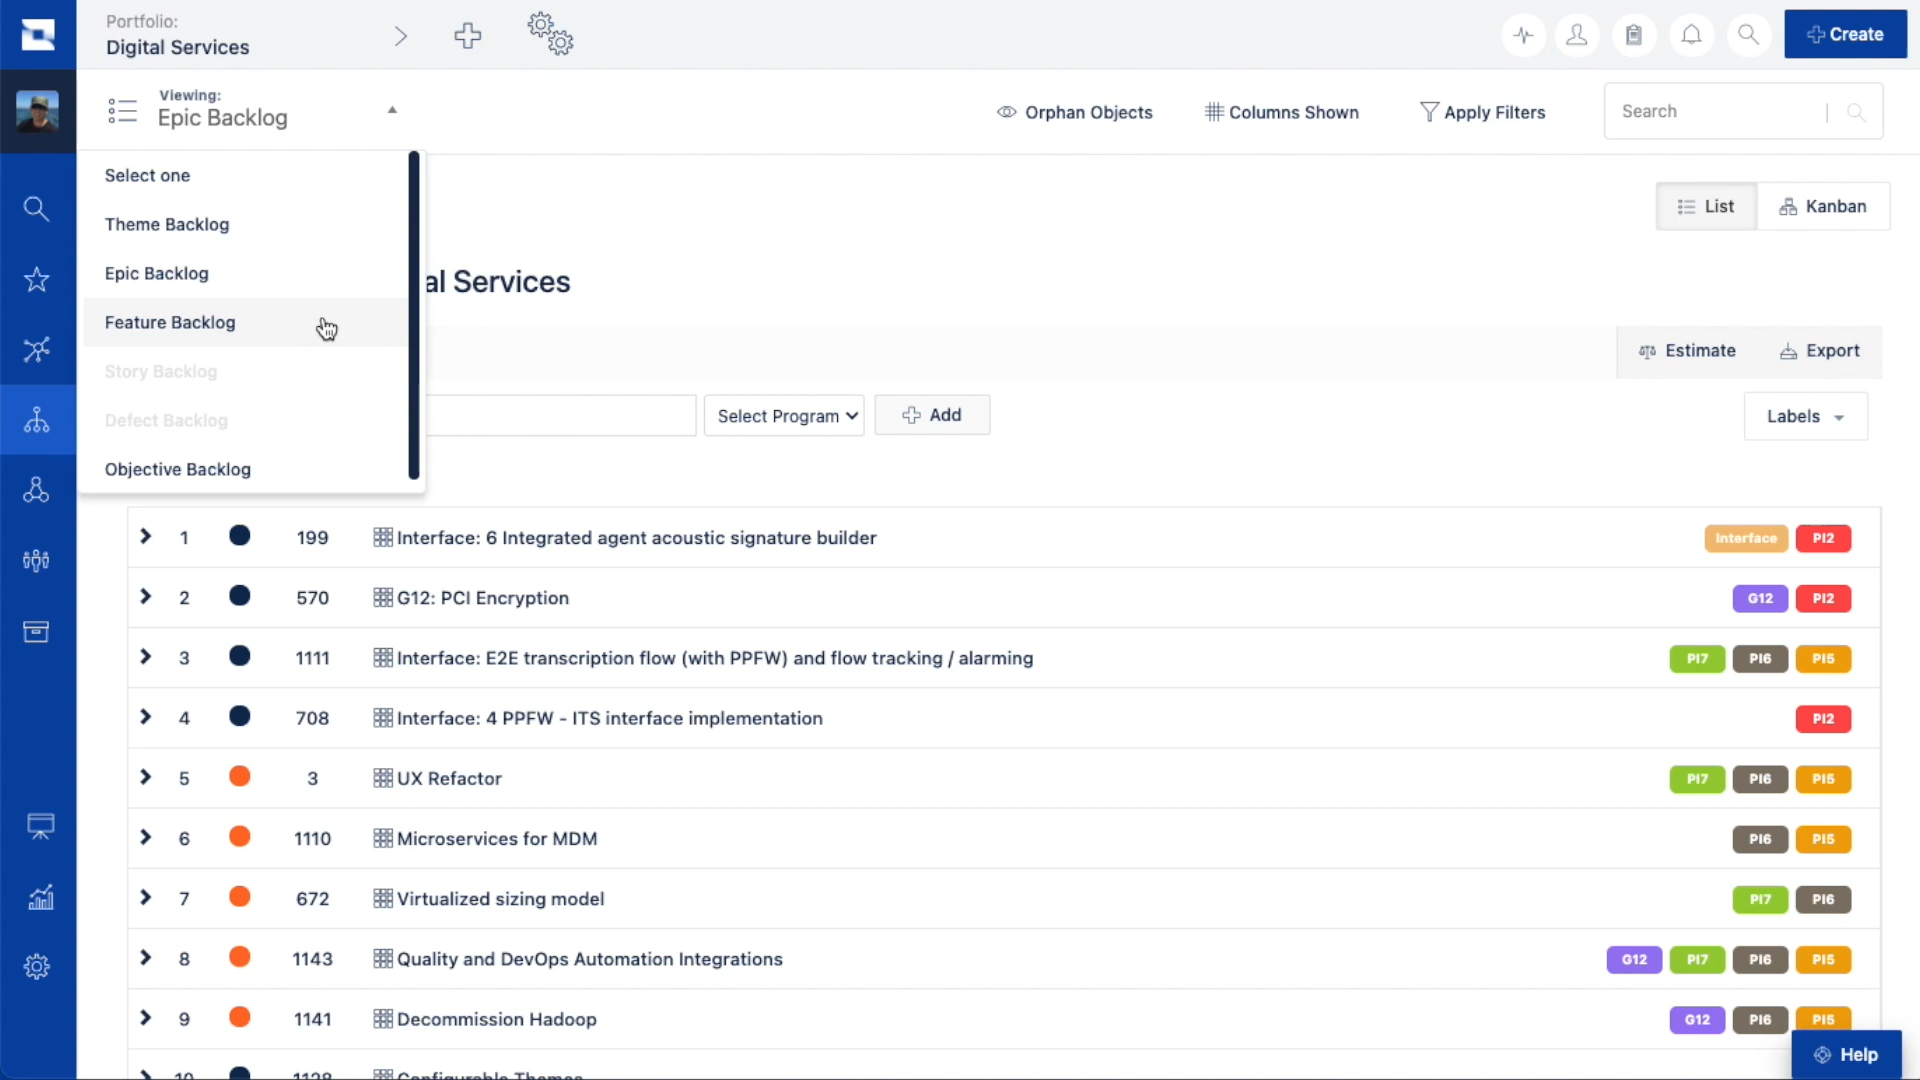 Portfolio:
Digital Services
Create
Viewing:
Epic Backlog
Orphan Objects
Columns Shown
Apply Filters
Search
Select one
Theme Backlog
Epic Backlog
Feature Backlog
Story Backlog
Defect Backlog
Objective Backlog
List
Kanban
al Services
Estimate
Export
Select Program
Add
Labels
1 199 Interface: 6 Integrated agent acoustic signature builder Interface PI2
2 570 G12: PCI Encryption G12 PI2
3 1111 Interface: E2E transcription flow (with PPFW) and flow tracking / alarming PI7 PI6 PI5
4 708 Interface: 4 PPFW - ITS interface implementation PI2
5 3 UX Refactor PI7 PI6 PI5
6 1110 Microservices for MDM PI6 PI5
7 672 Virtualized sizing model PI7 PI6
8 1143 Quality and DevOps Automation Integrations G12 PI7 PI6 PI5
9 1141 Decommission Hadoop G12 PI6 PI5
10 1128 Configurable Themes
Help